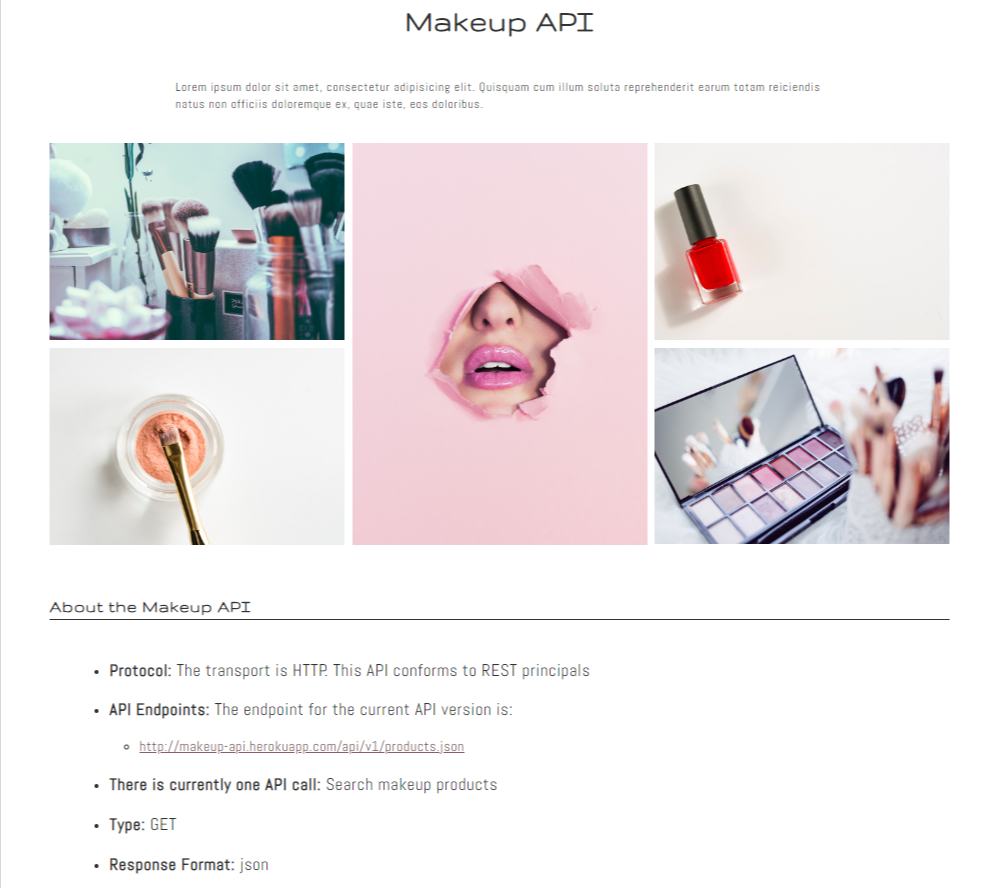 Makeup API
Lorem ipsum dolor sit amet, consectetur adipisicing elit. Quisquam cum illum soluta reprehenderit earum totam reiciendis
natus non officiis doloremque ex, quae iste, eos doloribus.
About the Makeup API
Protocol: The transport is HTTP. This API conforms to REST principals
API Endpoints: The endpoint for the current API version is:
http://makeup-api.herokuapp.com/api/v1/products.json
There is currently one API call: Search makeup products
Type: GET
Response Format: json